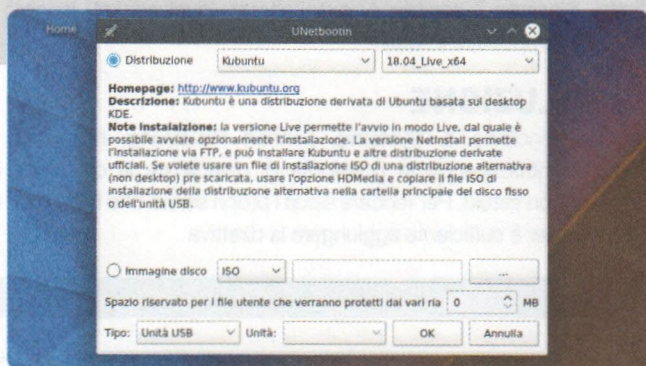 Home
UNetbootin
Distribuzione Kubuntu 18.04_Live_x64
Homepage: http://www.kubuntu.org
Descrizione: Kubuntu è una distribuzione derivata di Ubuntu basata sul desktop
KDE.
Note Instalaizione: la versione Live permette l'avvio in modo Live, dal quale è
possibile avviare opzionalmente l'installazione. La versione NetInstall permette
l'installazione via FTP, e può installare Kubuntu e altre distribuzione derivate
ufficiali. Se volete usare un file di installazione ISO di una distribuzione alternativa
(non desktop) pre scaricata, usare l'opzione HDMedia e copiare il file ISO di
installazione della distribuzione alternativa nella cartella principale del disco fisso
o dell'unità USB.
Immagine disco ISO ...
Spazio riservato per i file utente che verranno protetti dai vari ria 0 MB
Tipo: Unità USB Unità: OK Annulla